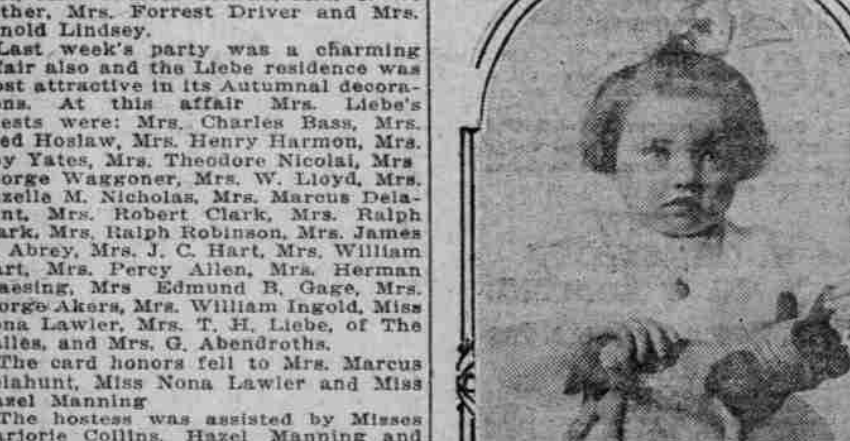 ther, Mrs. Forrest Driver and Mrs.
nold Lindsey.
Last week's party was a charming
fair also and the Liebe residence was
ost attractive in its Autumnal decora-
ons. At this affair Mrs. Liebe's
ests were: Mrs. Charles Bass, Mrs.
ed Hoslaw, Mrs. Henry Harmon, Mrs.
y Yates, Mrs. Theodore Nicolai, Mrs
orge Waggoner, Mrs. W. Lloyd, Mrs.
zelle M. Nicholas, Mrs. Marcus Dela-
nt, Mrs. Robert Clark, Mrs. Ralph
ark, Mrs. Ralph Robinson, Mrs. James
Abrey, Mrs. J. C. Hart, Mrs. William
art, Mrs. Percy Allen, Mrs. Herman
aesing, Mrs Edmund B. Gage, Mrs.
orge Akers, Mrs. William Ingold, Miss
ona Lawler, Mrs. T. H. Liebe, of The
alles, and Mrs. G. Abendroths.
The card honors fell to Mrs. Marcus
elahunt, Miss Nona Lawler and Miss
azel Manning
The hostess was assisted by Misses
arjorie Collins, Hazel Manning and